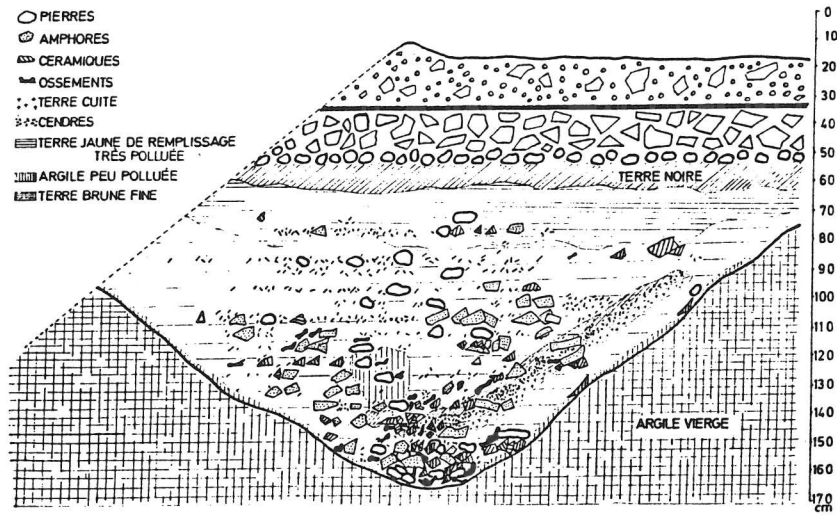 PIERRES
AMPHORES
CERAMIQUES
OSSEMENTS
TERRE CUITE
CENDRES
TERRE JAUNE DE REMPLISSAGE
TRÈS POLLUÉE
ARGILE PEU POLLUÉE
TERRE BRUNE FINE
TERRE NOIRE
ARGILE VIERGE
0
10
20
30
40
50
60
70
80
90
100
110
120
130
140
150
160
170
cm